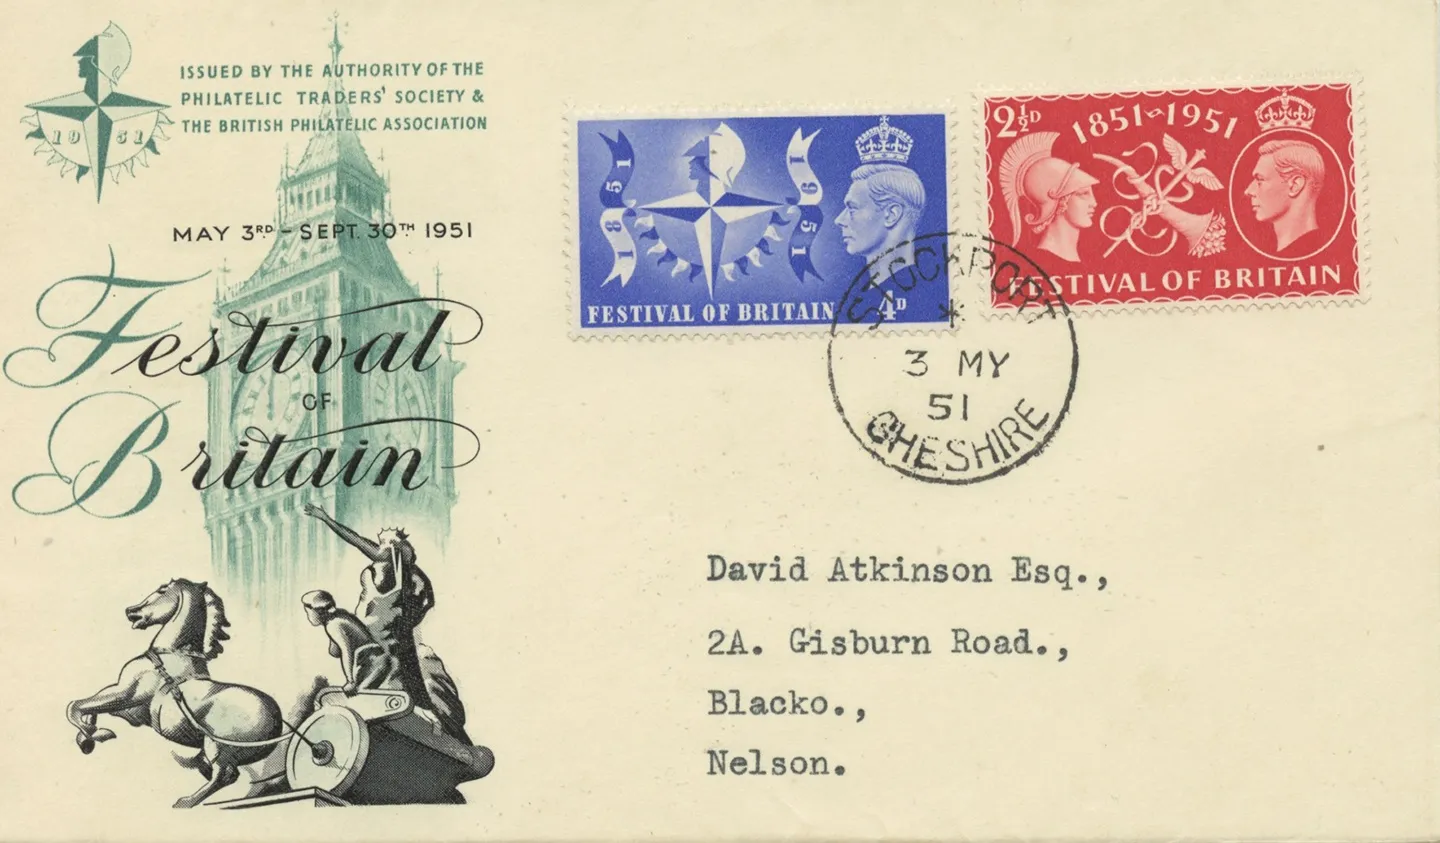 ISSUED BY THE AUTHORITY OF THE
PHILATELIC TRADERS' SOCIETY &
THE BRITISH PHILATELIC ASSOCIATION
1951
MAY 3RD - SEPT. 30TH 1951
Festival
OF
Britain
1851
1951
FESTIVAL OF BRITAIN 4D
2½D
1851-1951
FESTIVAL OF BRITAIN
STOCKPORT
*
3 MY
51
CHESHIRE
David Atkinson Esq.,
2A. Gisburn Road.,
Blacko.,
Nelson.